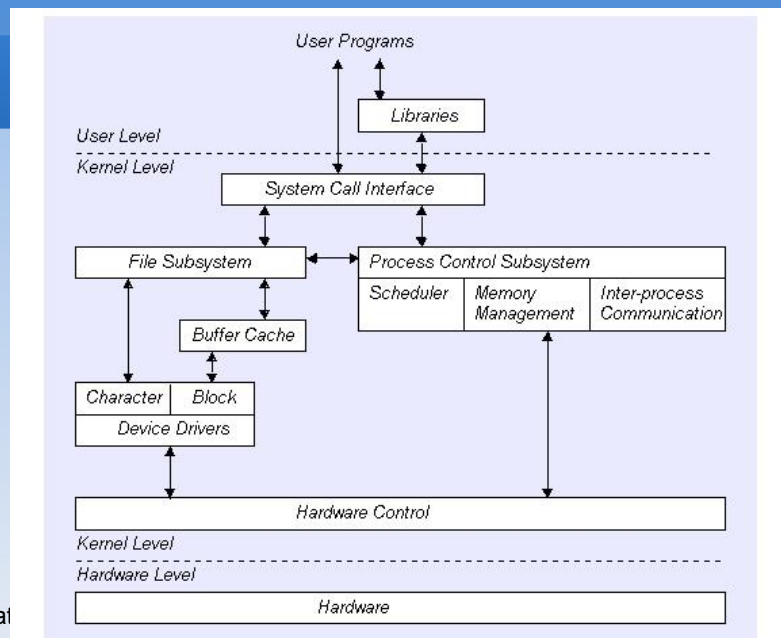 User Programs
Libraries
User Level
Kernel Level
System Call Interface
File Subsystem
Process Control Subsystem
Scheduler
Memory Management
Inter-process Communication
Buffer Cache
Character
Block
Device Drivers
Hardware Control
Kernel Level
Hardware Level
Hardware